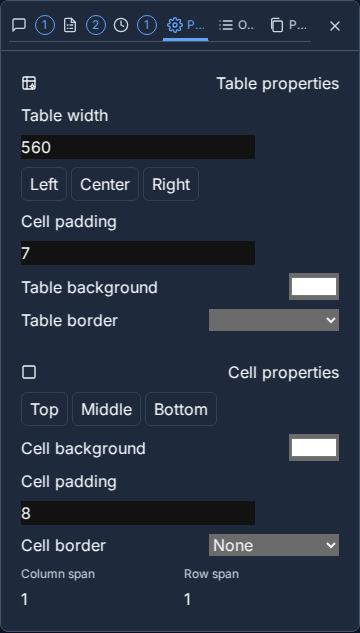 1 2 1 P... O.. P...
Table properties
Table width
560
Left Center Right
Cell padding
7
Table background
Table border
Cell properties
Top Middle Bottom
Cell background
Cell padding
8
Cell border None
Column span Row span
1 1